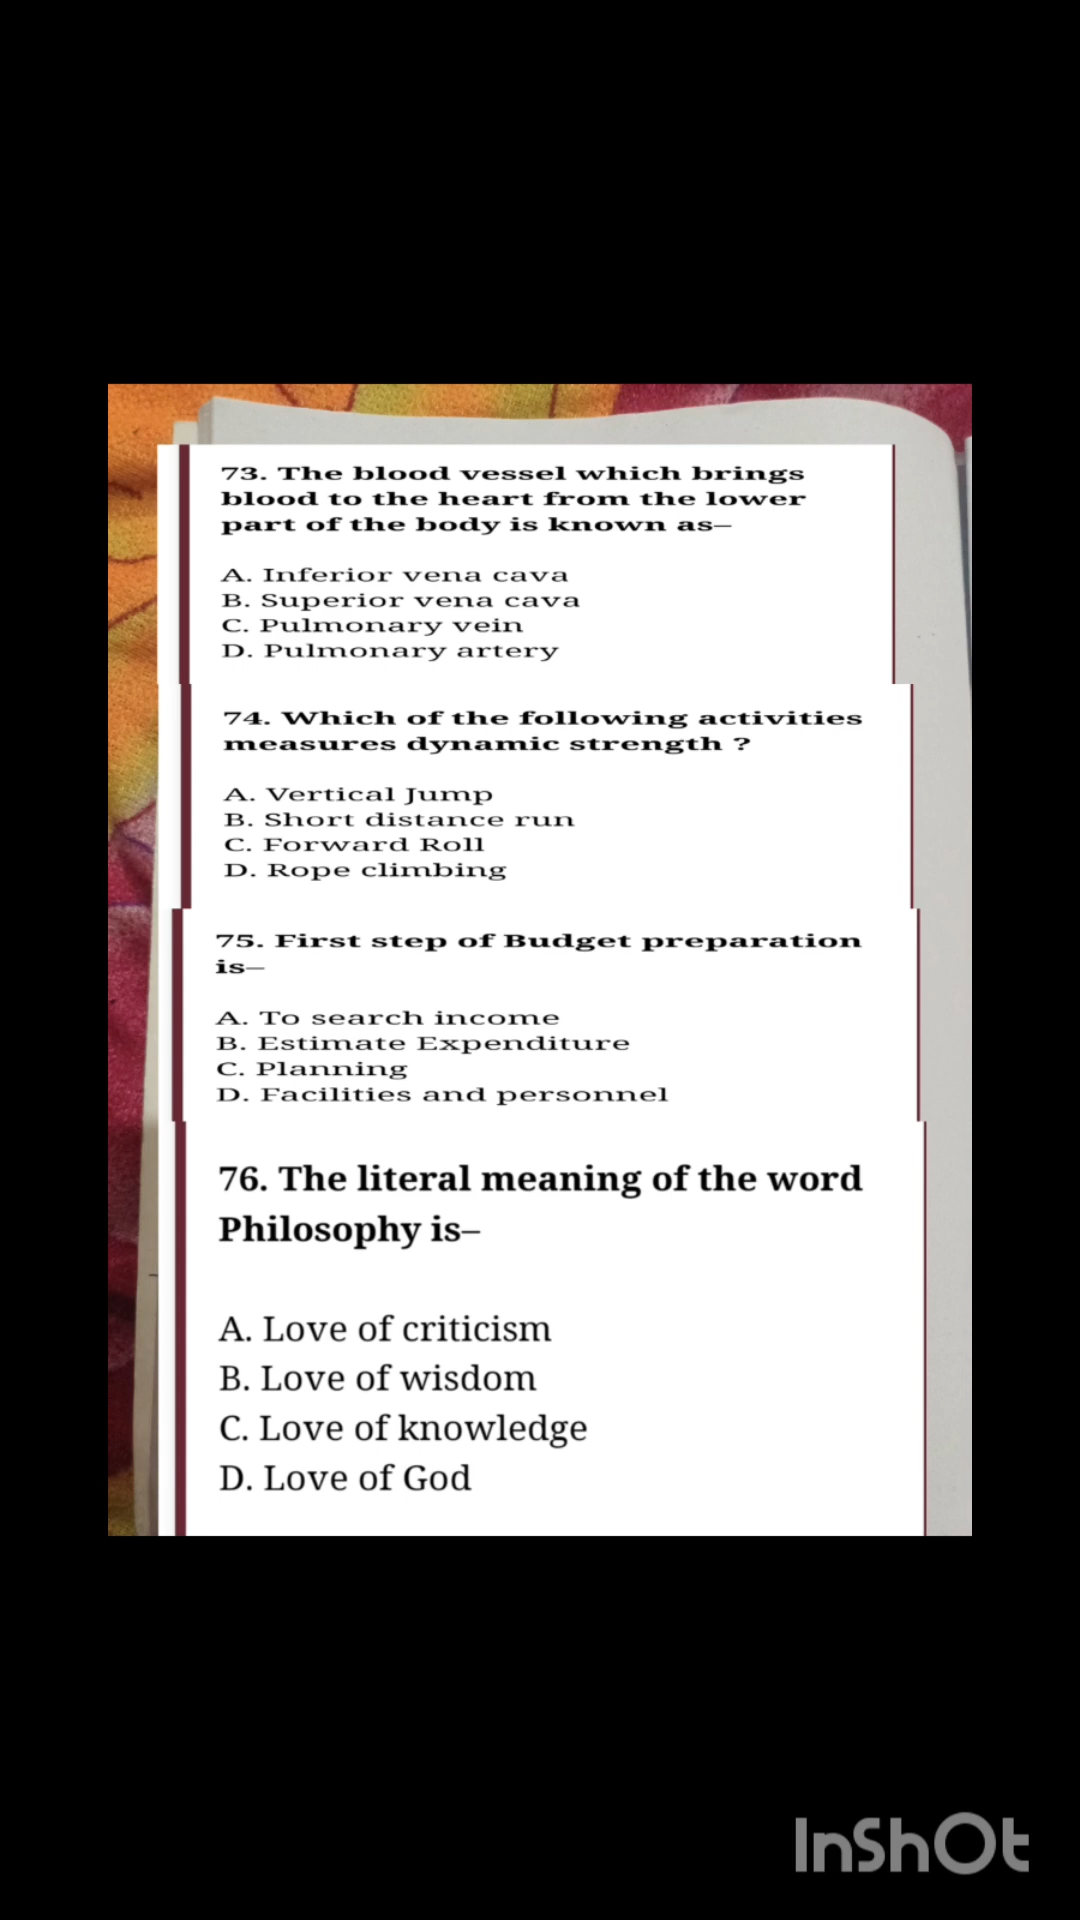 73. The blood vessel which brings
blood to the heart from the lower
part of the body is known as–
A. Inferior vena cava
B. Superior vena cava
C. Pulmonary vein
D. Pulmonary artery
74. Which of the following activities
measures dynamic strength ?
A. Vertical Jump
B. Short distance run
C. Forward Roll
D. Rope climbing
75. First step of Budget preparation
is–
A. To search income
B. Estimate Expenditure
C. Planning
D. Facilities and personnel
76. The literal meaning of the word
Philosophy is–
A. Love of criticism
B. Love of wisdom
C. Love of knowledge
D. Love of God
InShOt